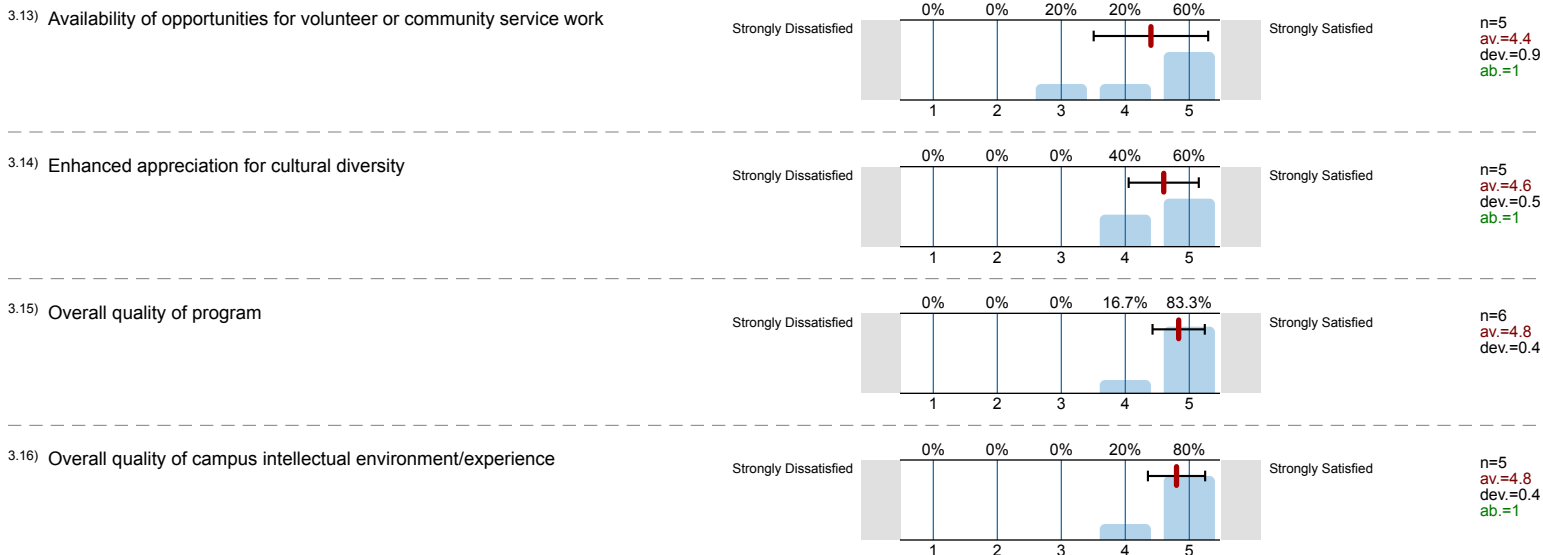 3.13) Availability of opportunities for volunteer or community service work
0% 0% 20% 20% 60%
Strongly Dissatisfied
Strongly Satisfied
n=5
av.=4.4
dev.=0.9
ab.=1
1 2 3 4 5
3.14) Enhanced appreciation for cultural diversity
0% 0% 0% 40% 60%
Strongly Dissatisfied
Strongly Satisfied
n=5
av.=4.6
dev.=0.5
ab.=1
1 2 3 4 5
3.15) Overall quality of program
0% 0% 0% 16.7% 83.3%
Strongly Dissatisfied
Strongly Satisfied
n=6
av.=4.8
dev.=0.4
1 2 3 4 5
3.16) Overall quality of campus intellectual environment/experience
0% 0% 0% 20% 80%
Strongly Dissatisfied
Strongly Satisfied
n=5
av.=4.8
dev.=0.4
ab.=1
1 2 3 4 5